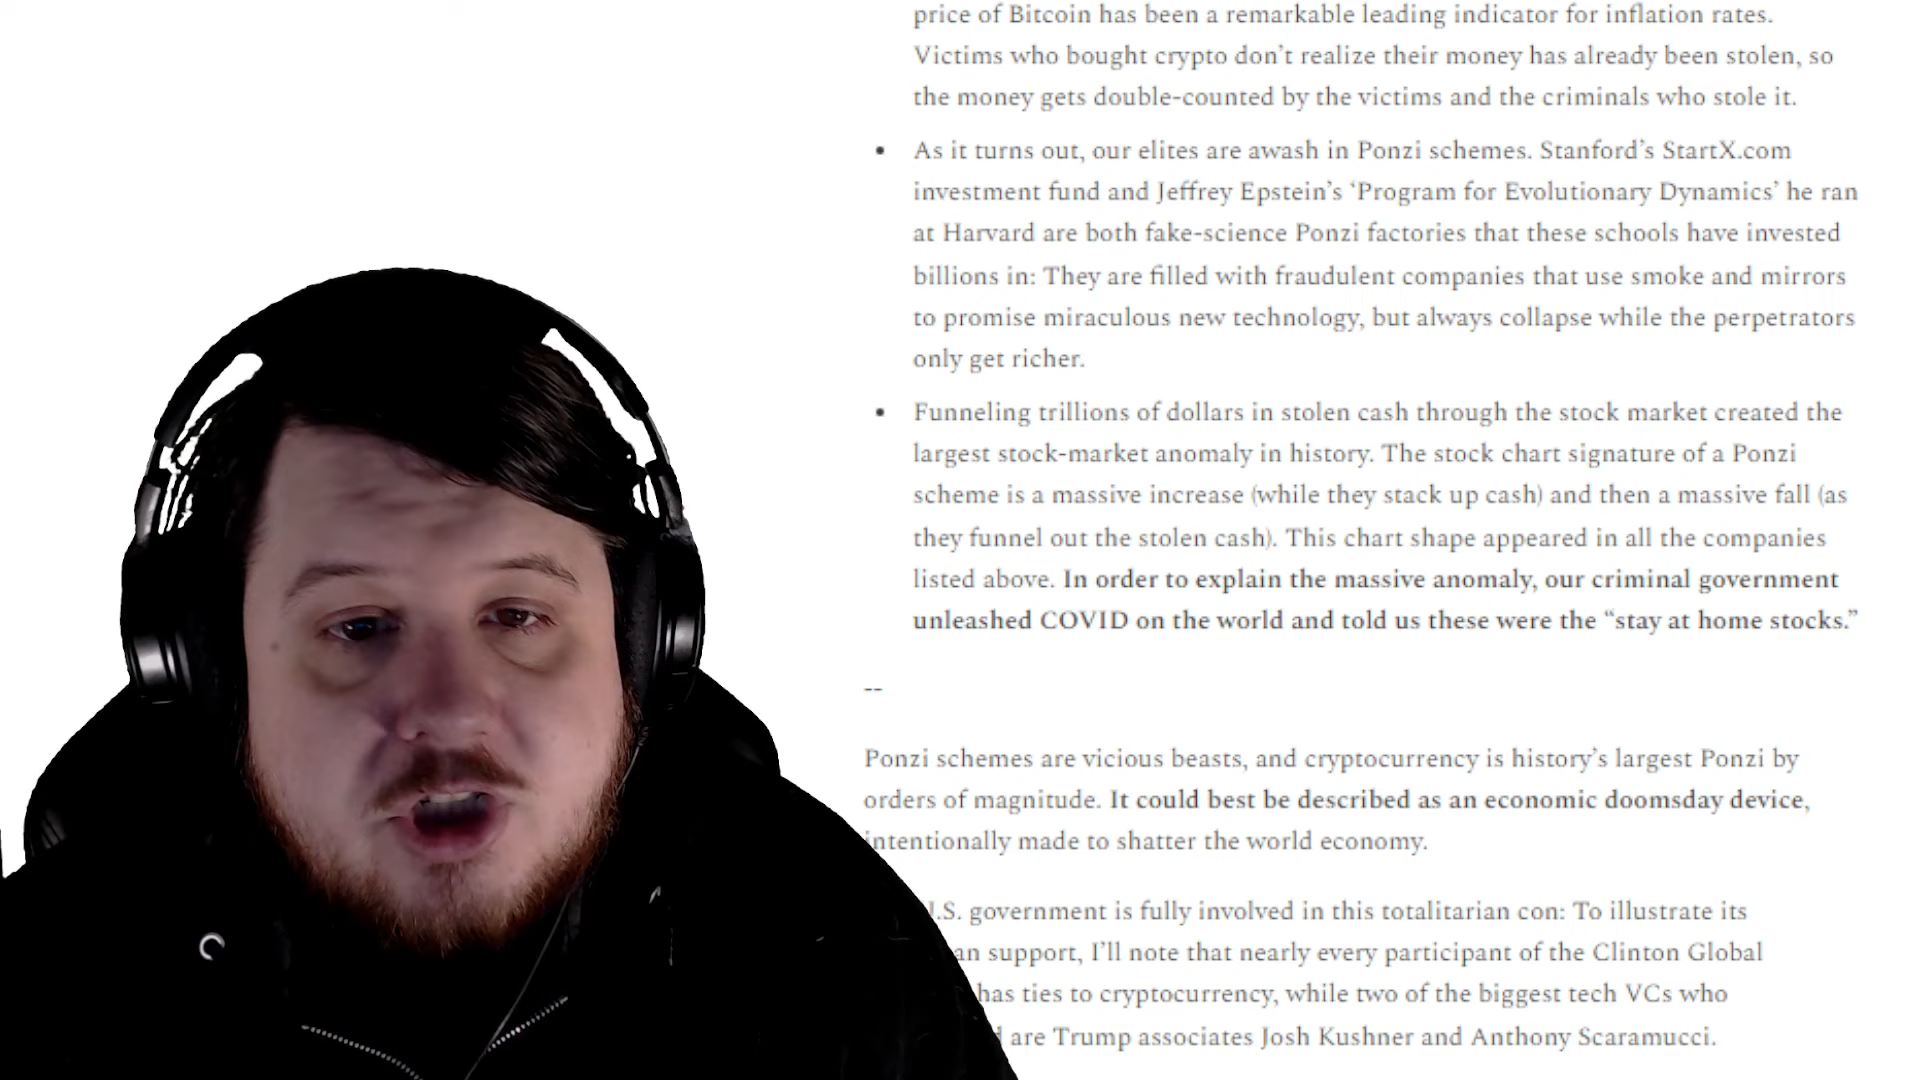 price of Bitcoin has been a remarkable leading indicator for inflation rates.
Victims who bought crypto don’t realize their money has already been stolen, so
the money gets double-counted by the victims and the criminals who stole it.
• As it turns out, our elites are awash in Ponzi schemes. Stanford’s StartX.com
investment fund and Jeffrey Epstein’s ‘Program for Evolutionary Dynamics’ he ran
at Harvard are both fake-science Ponzi factories that these schools have invested
billions in: They are filled with fraudulent companies that use smoke and mirrors
to promise miraculous new technology, but always collapse while the perpetrators
only get richer.
• Funneling trillions of dollars in stolen cash through the stock market created the
largest stock-market anomaly in history. The stock chart signature of a Ponzi
scheme is a massive increase (while they stack up cash) and then a massive fall (as
they funnel out the stolen cash). This chart shape appeared in all the companies
listed above. In order to explain the massive anomaly, our criminal government
unleashed COVID on the world and told us these were the “stay at home stocks.”
--
Ponzi schemes are vicious beasts, and cryptocurrency is history’s largest Ponzi by
orders of magnitude. It could best be described as an economic doomsday device,
intentionally made to shatter the world economy.
.S. government is fully involved in this totalitarian con: To illustrate its
an support, I’ll note that nearly every participant of the Clinton Global
has ties to cryptocurrency, while two of the biggest tech VCs who
are Trump associates Josh Kushner and Anthony Scaramucci.